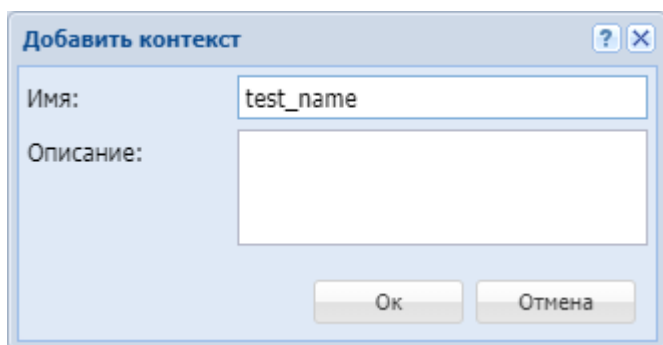 Добавить контекст
Имя: test_name
Описание:
Ок Отмена